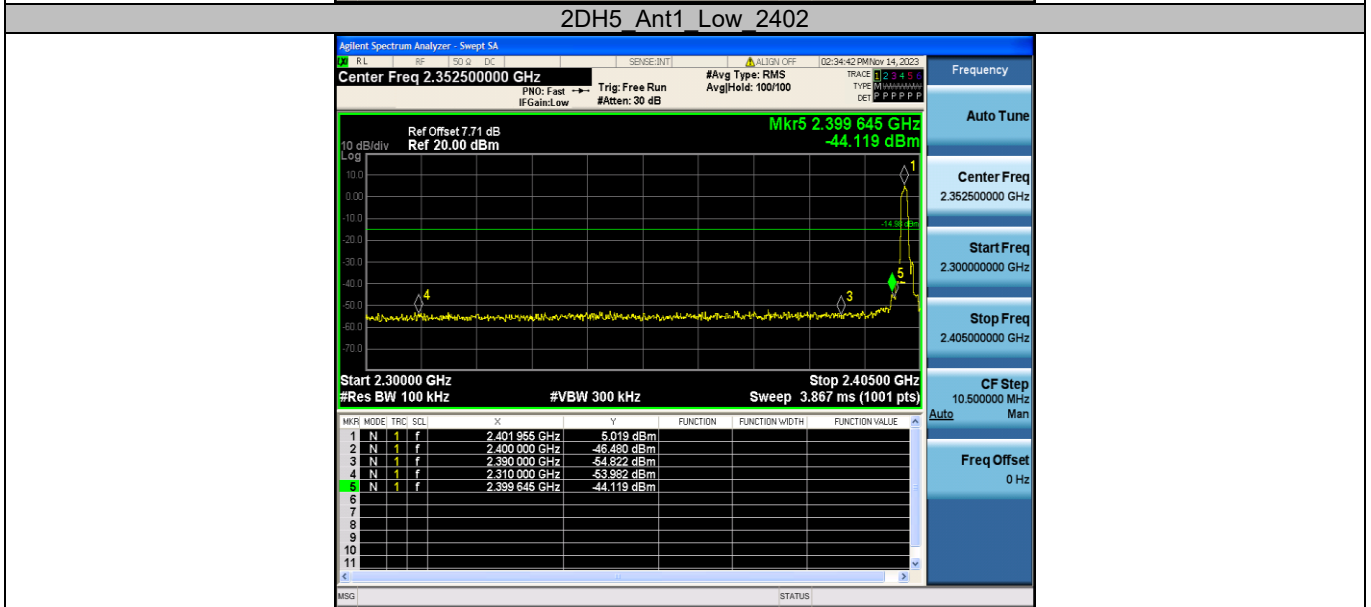 2DH5_Ant1_Low_2402
Agilent Spectrum Analyzer - Swept SA
RL RF 50 Ω DC SENSE:INT ALIGN OFF 02:34:42 PM Nov 14, 2023
Center Freq 2.352500000 GHz
PNO: Fast
IFGain:Low
Trig: Free Run
#Atten: 30 dB
#Avg Type: RMS
Avg|Hold: 100/100
TRACE 1 2 3 4 5 6
TYPE M
DET P P P P P P
Mkr5 2.399 645 GHz
-44.119 dBm
Ref Offset 7.71 dB
10 dB/div Ref 20.00 dBm
Log
10.0
0.00
-10.0
-20.0
-30.0
-40.0
-50.0
-60.0
-70.0
-14.98 dBm
1
5
4
3
Start 2.30000 GHz Stop 2.40500 GHz
#Res BW 100 kHz #VBW 300 kHz Sweep 3.867 ms (1001 pts)
MKR MODE TRC SCL X Y FUNCTION FUNCTION WIDTH FUNCTION VALUE
1 N 1 f 2.401 955 GHz 5.019 dBm
2 N 1 f 2.400 000 GHz -46.480 dBm
3 N 1 f 2.390 000 GHz -54.822 dBm
4 N 1 f 2.310 000 GHz -53.982 dBm
5 N 1 f 2.399 645 GHz -44.119 dBm
6
7
8
9
10
11
MSG STATUS
Frequency
Auto Tune
Center Freq
2.352500000 GHz
Start Freq
2.300000000 GHz
Stop Freq
2.405000000 GHz
CF Step
10.500000 MHz
Auto Man
Freq Offset
0 Hz